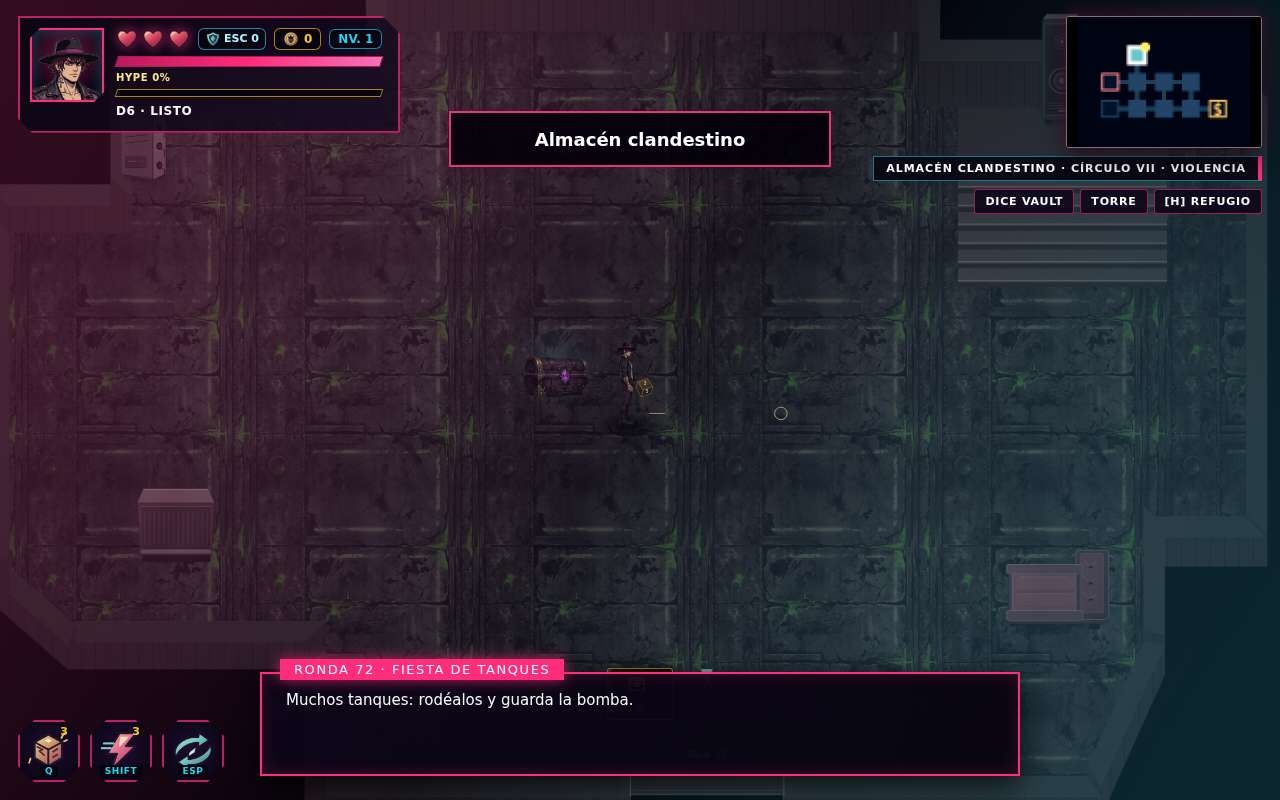 ESC 0
0
NV. 1
HYPE 0%
D6 · LISTO
Almacén clandestino
$
ALMACÉN CLANDESTINO · CÍRCULO VII · VIOLENCIA
DICE VAULT
TORRE
[H] REFUGIO
RONDA 72 · FIESTA DE TANQUES
Muchos tanques: rodéalos y guarda la bomba.
3
Q
3
SHIFT
ESP